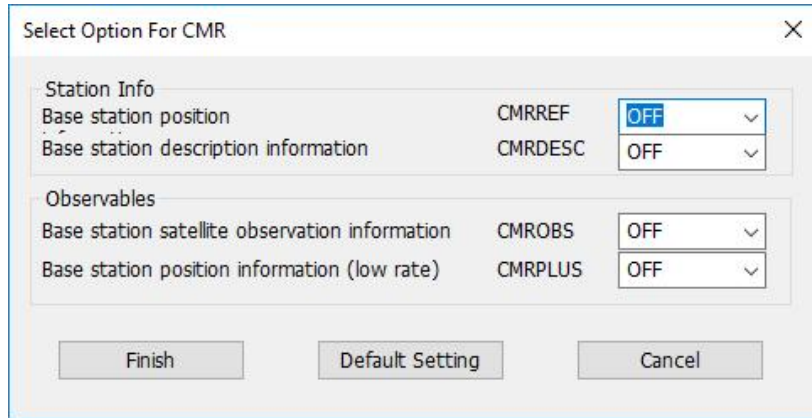 Select Option For CMR
Station Info
Base station position CMRREF OFF
Base station description information CMRDESC OFF
Observables
Base station satellite observation information CMROBS OFF
Base station position information (low rate) CMRPLUS OFF
Finish Default Setting Cancel